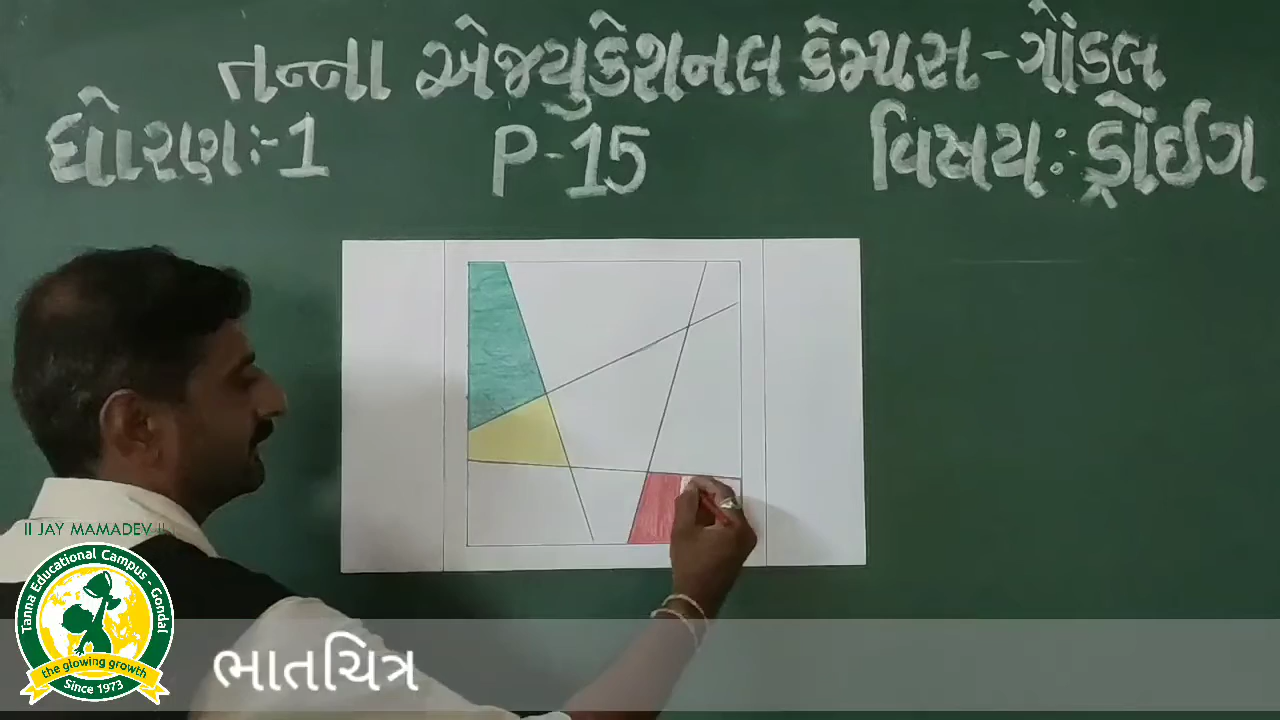 તન્ના એજ્યુકેશનલ કેમ્પસ - ગોંડલ
ધોરણઃ-1 P-15 વિષયઃ- ડ્રોઈંગ
॥ JAY MAMADEV ॥
Tanna Educational Campus - Gondal
the glowing growth
Since 1973
ભાતચિત્ર